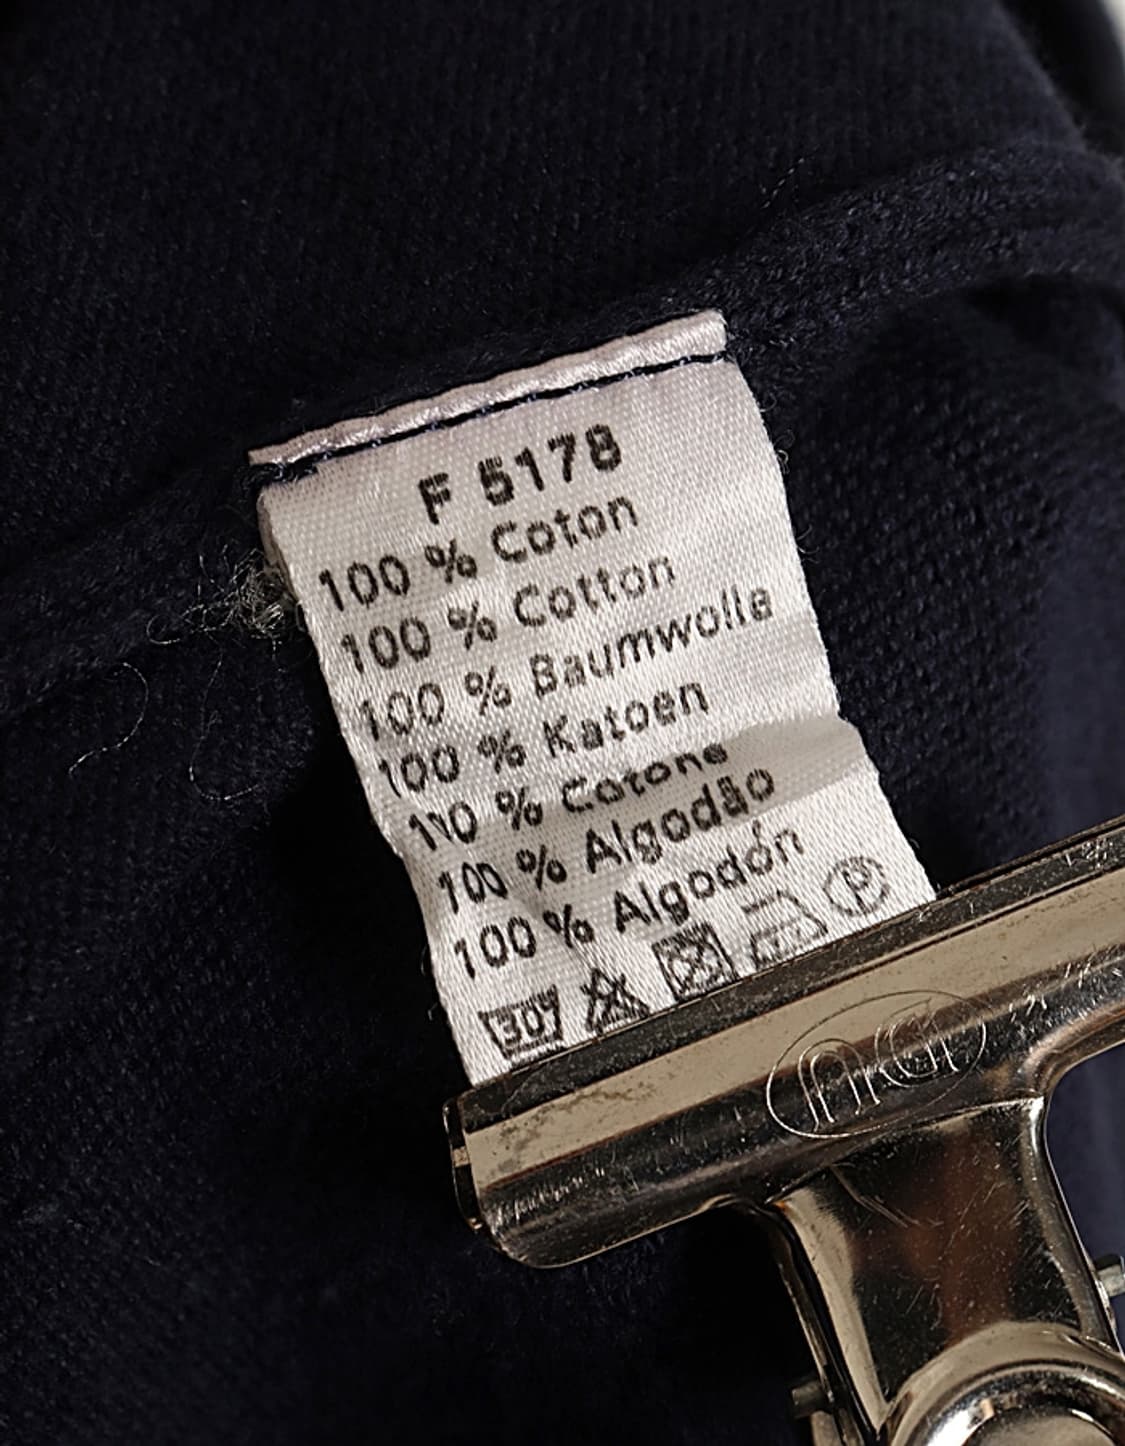 F 5178
100 % Coton
100 % Cotton
100 % Baumwolle
100 % Katoen
100 % Cotone
100 % Algodão
100 % Algodón
30 P